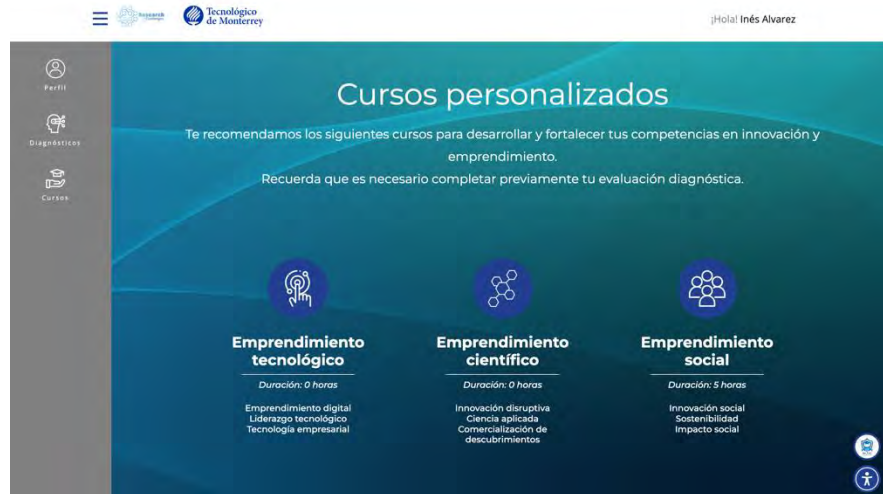 Tecnológico
de Monterrey
¡Hola! Inés Alvarez
Perfil
Diagnósticos
Cursos
Cursos personalizados
Te recomendamos los siguientes cursos para desarrollar y fortalecer tus competencias en innovación y
emprendimiento.
Recuerda que es necesario completar previamente tu evaluación diagnóstica.
Emprendimiento
tecnológico
Duración: 0 horas
Emprendimiento digital
Liderazgo tecnológico
Tecnología empresarial
Emprendimiento
científico
Duración: 0 horas
Innovación disruptiva
Ciencia aplicada
Comercialización de
descubrimientos
Emprendimiento
social
Duración: 5 horas
Innovación social
Sostenibilidad
Impacto social